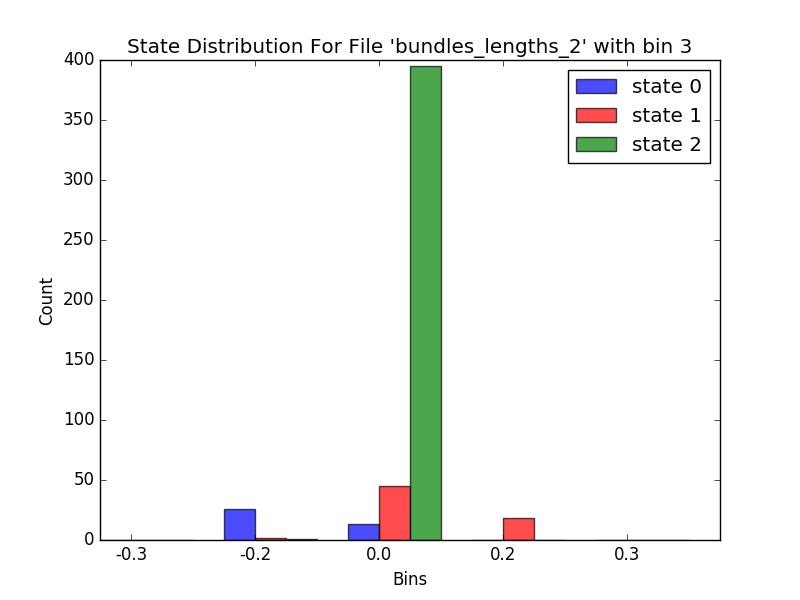 State Distribution For File 'bundles_lengths_2' with bin 3
400
350
300
250
200
150
100
50
0
Count
state 0
state 1
state 2
-0.3 -0.2 0.0 0.2 0.3
Bins